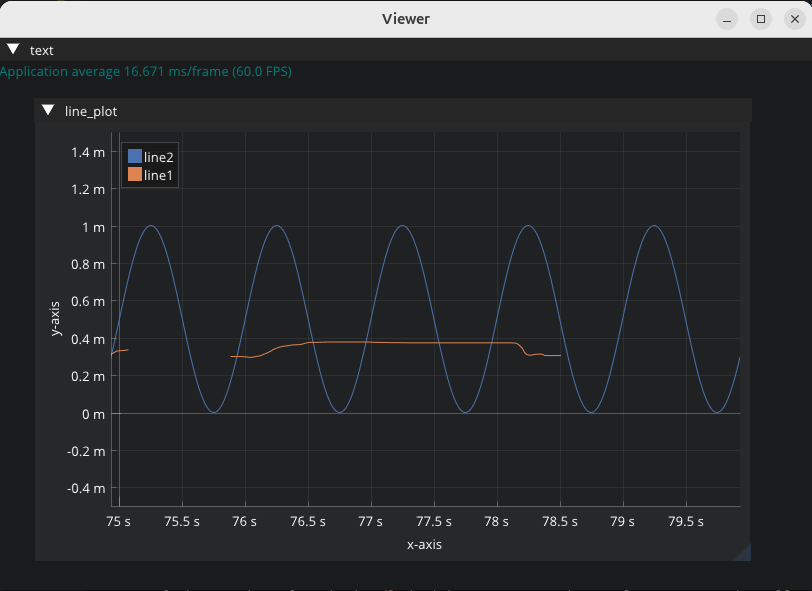 Viewer
text
Application average 16.671 ms/frame (60.0 FPS)
line_plot
line2
line1
1.4 m
1.2 m
1 m
0.8 m
0.6 m
0.4 m
0.2 m
0 m
-0.2 m
-0.4 m
y-axis
75 s 75.5 s 76 s 76.5 s 77 s 77.5 s 78 s 78.5 s 79 s 79.5 s
x-axis